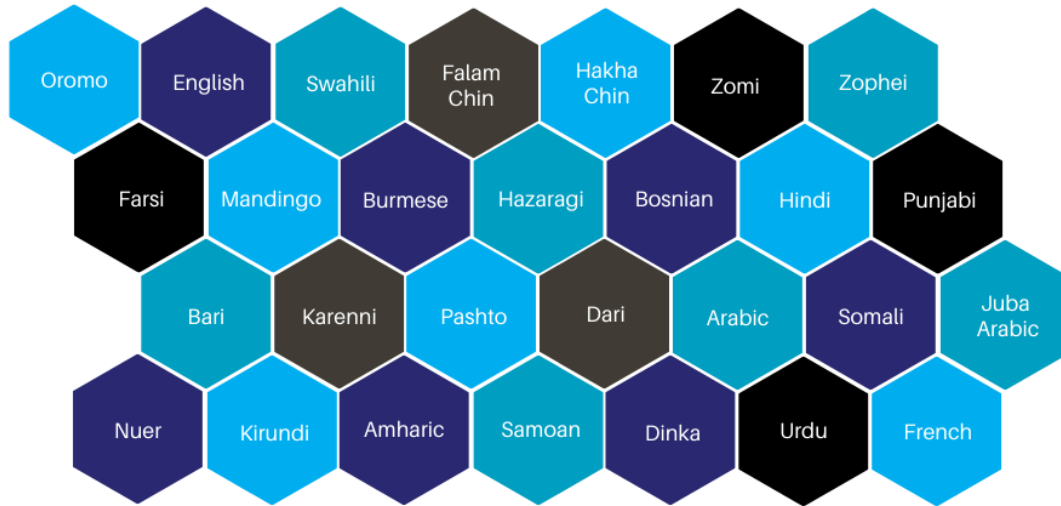 Oromo
English
Swahili
Falam
Chin
Hakha
Chin
Zomi
Zophei
Farsi
Mandingo
Burmese
Hazaragi
Bosnian
Hindi
Punjabi
Bari
Karenni
Pashto
Dari
Arabic
Somali
Juba
Arabic
Nuer
Kirundi
Amharic
Samoan
Dinka
Urdu
French